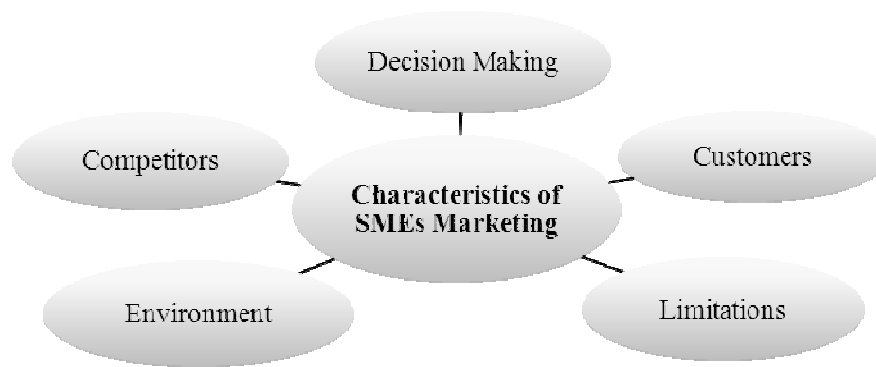 Decision Making
Competitors
Customers
Characteristics of
SMEs Marketing
Environment
Limitations